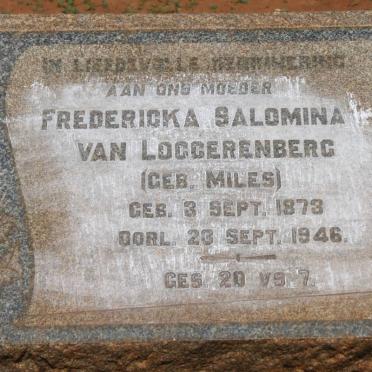 IN LIEFDEVOLLE HERINNERING
AAN ONS MOEDER
FREDERICKA SALOMINA
VAN LOGGERENBERG
(GEB. MILES)
GEB. 3 SEPT. 1873
OORL. 23 SEPT. 1946.
GES. 20 VS 7.